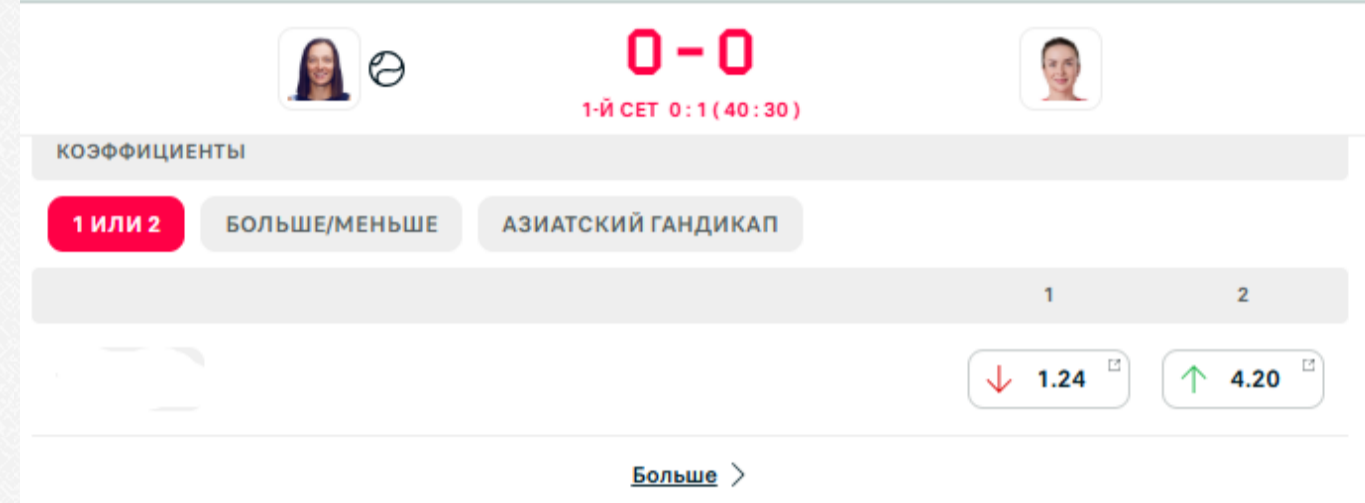 0-0
1-Й СЕТ 0:1(40:30)
КОЭФФИЦИЕНТЫ
1 ИЛИ 2 БОЛЬШЕ/МЕНЬШЕ АЗИАТСКИЙ ГАНДИКАП
1 2
1.24 4.20
Больше